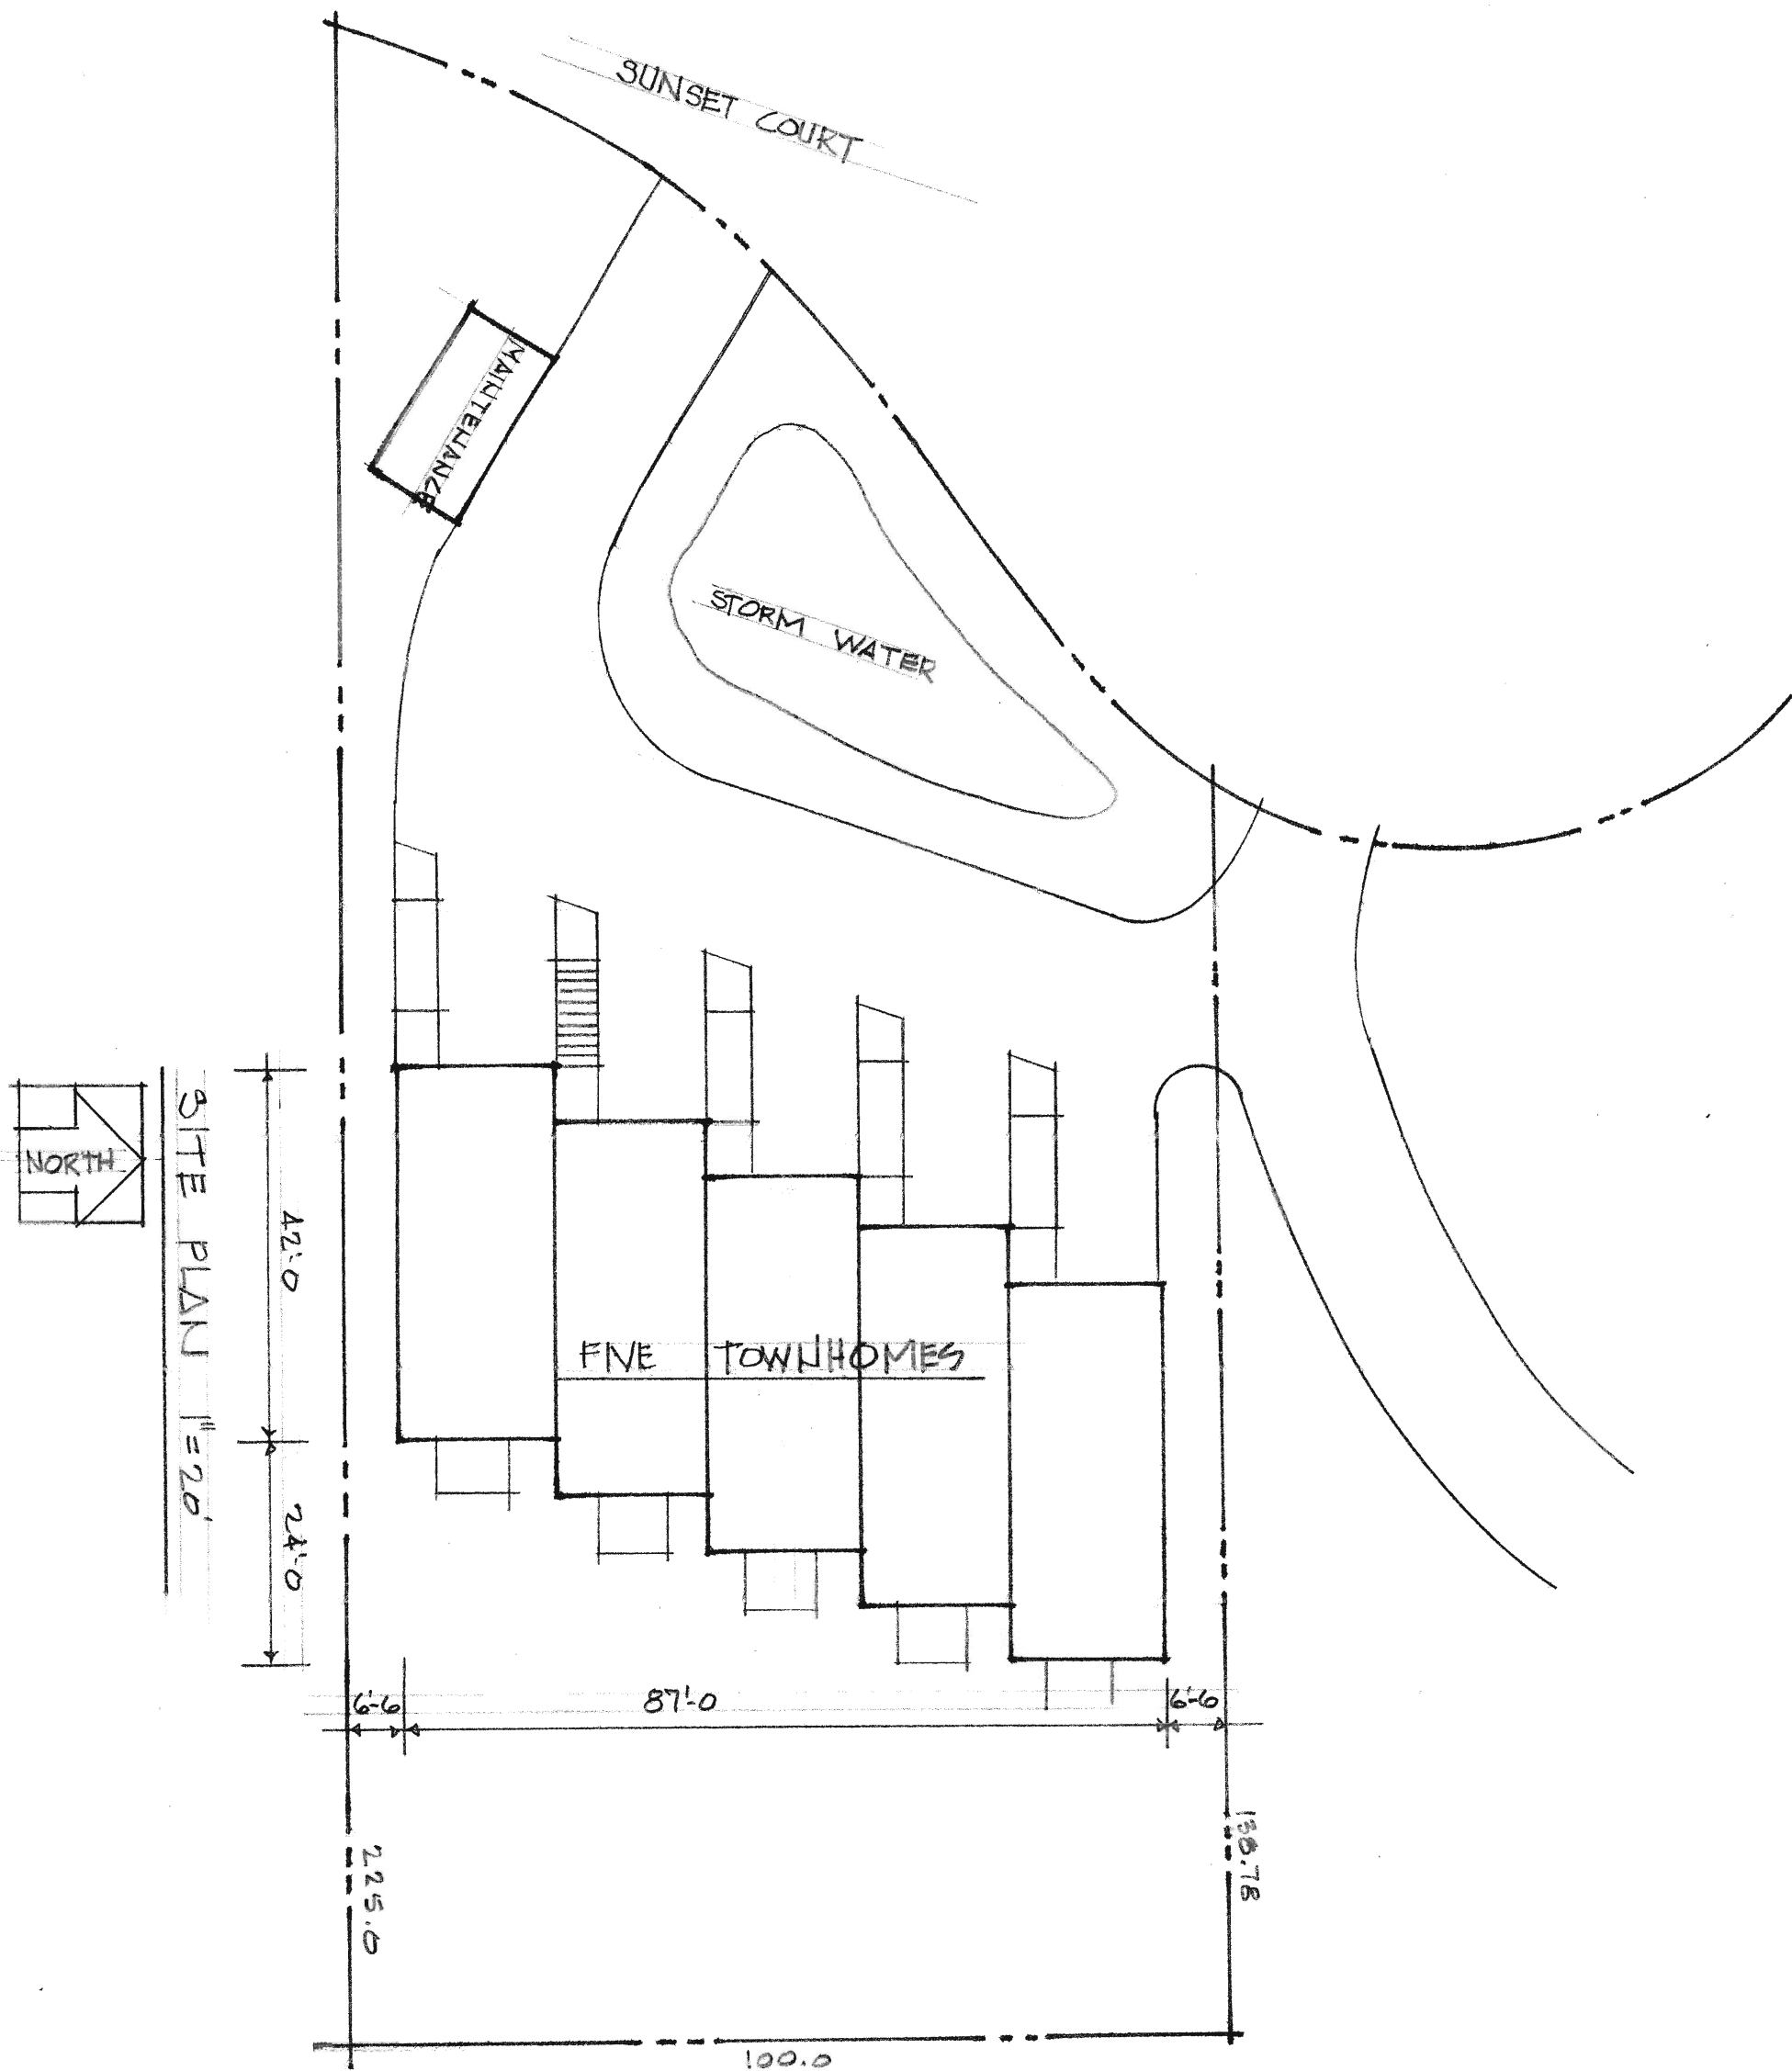 SUNSET COURT
MAINTENANCE
STORM WATER
NORTH
SITE PLAN 1"=20'
42'-0
24'-0
FIVE TOWNHOMES
6'-6
87'-0
6'-6
225.0
138.78
100.0